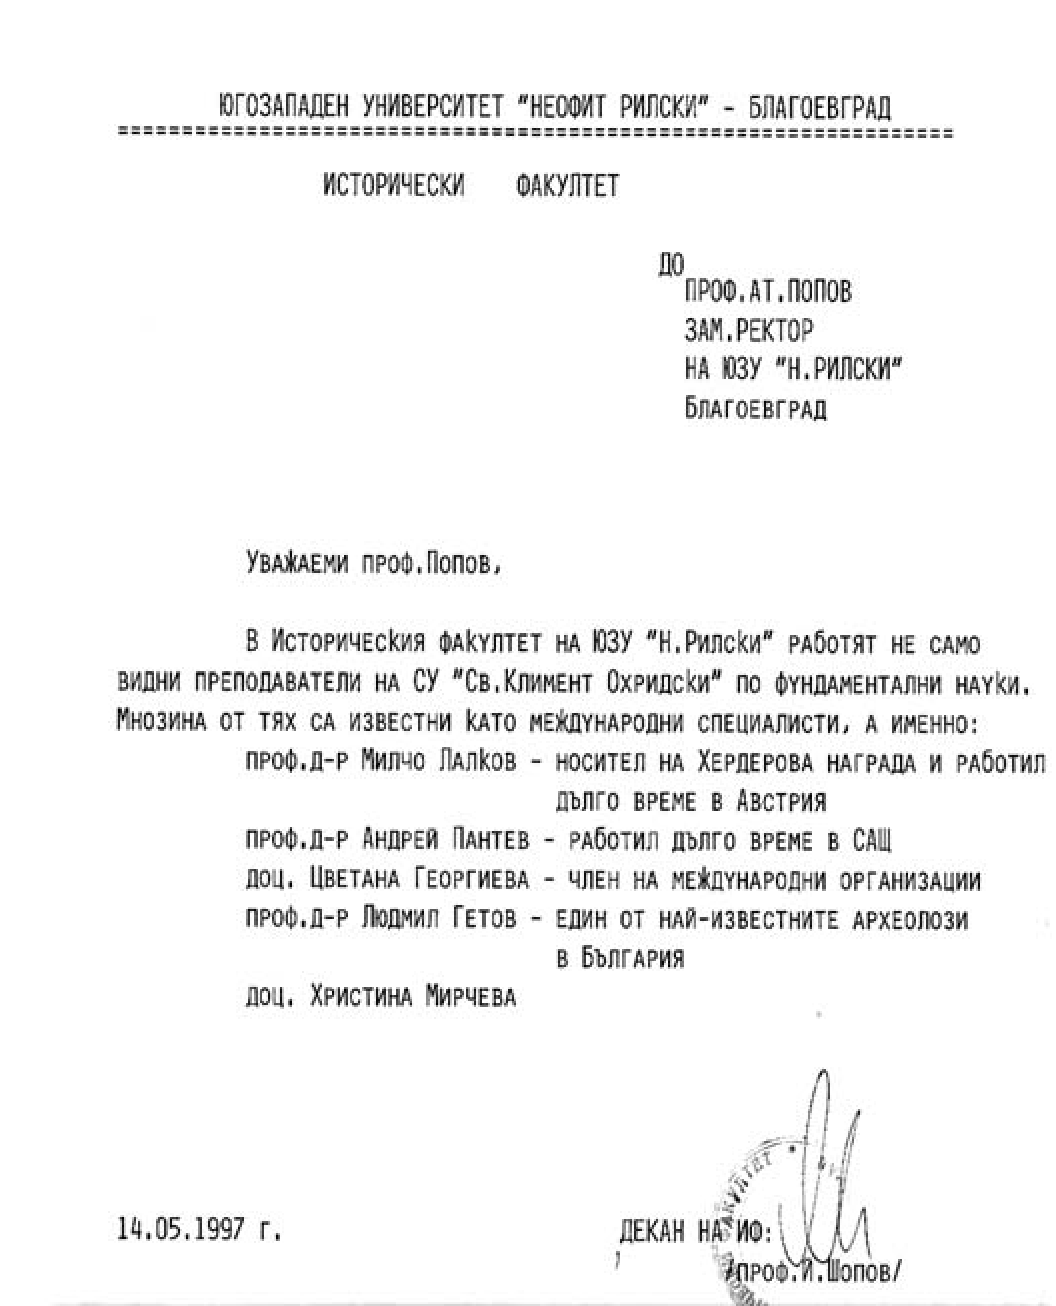 ЮГОЗАПАДЕН УНИВЕРСИТЕТ "НЕОФИТ РИЛСКИ" - БЛАГОЕВГРАД
=================================================================
ИСТОРИЧЕСКИ ФАКУЛТЕТ
ДО
ПРОФ.АТ.ПОПОВ
ЗАМ.РЕКТОР
НА ЮЗУ "Н.РИЛСКИ"
БЛАГОЕВГРАД
Уважаеми проф.Попов,
В Историческия факултет на ЮЗУ "Н.Рилски" работят не само
видни преподаватели на СУ "Св.Климент Охридски" по фундаментални науки.
Мнозина от тях са известни като международни специалисти, а именно:
проф.д-р Милчо Лалков - носител на Хердерова награда и работил
дълго време в Австрия
проф.д-р Андрей Пантев - работил дълго време в САЩ
доц. Цветана Георгиева - член на международни организации
проф.д-р Людмил Гетов - един от най-известните археолози
в България
доц. Христина Мирчева
ФАКУЛТЕТ
14.05.1997 г.
ДЕКАН НА ИФ:
/проф.Й.Шопов/